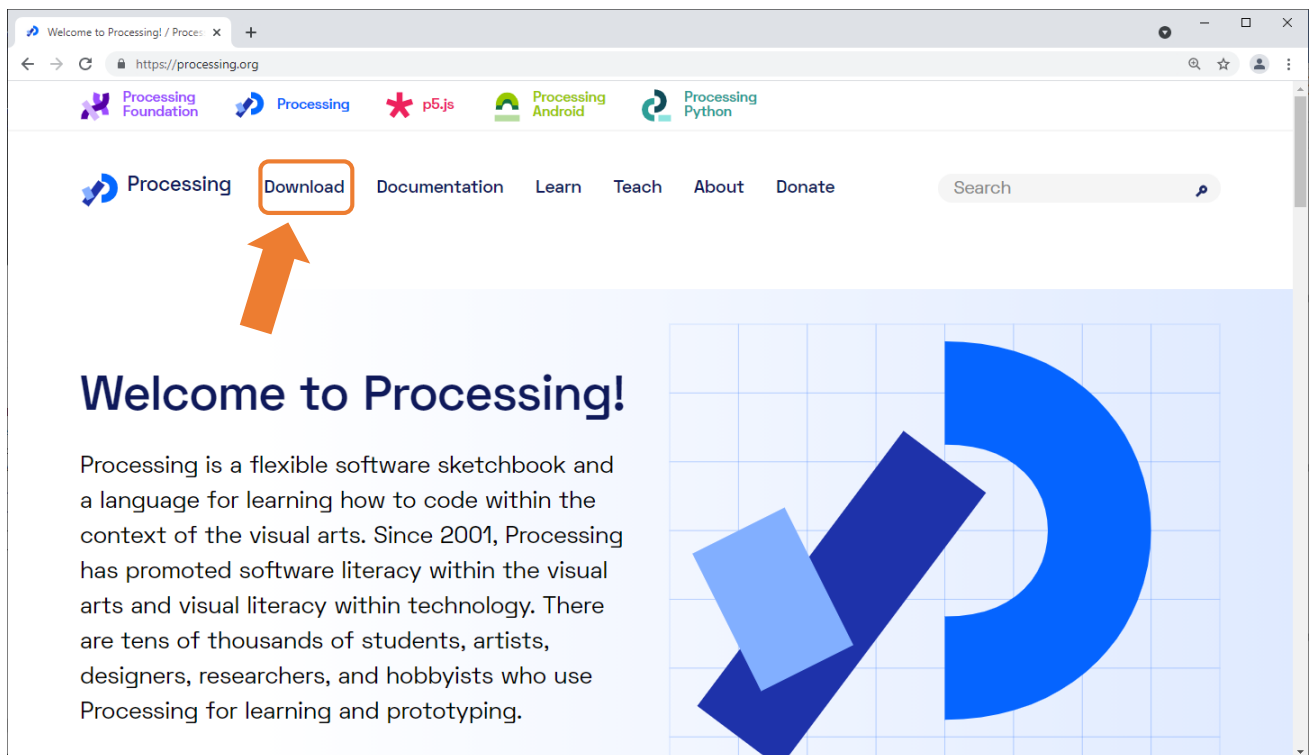 Welcome to Processing! / Proces
https://processing.org
Processing Foundation
Processing
p5.js
Processing Android
Processing Python
Processing
Download
Documentation
Learn
Teach
About
Donate
Search
Welcome to Processing!
Processing is a flexible software sketchbook and
a language for learning how to code within the
context of the visual arts. Since 2001, Processing
has promoted software literacy within the visual
arts and visual literacy within technology. There
are tens of thousands of students, artists,
designers, researchers, and hobbyists who use
Processing for learning and prototyping.